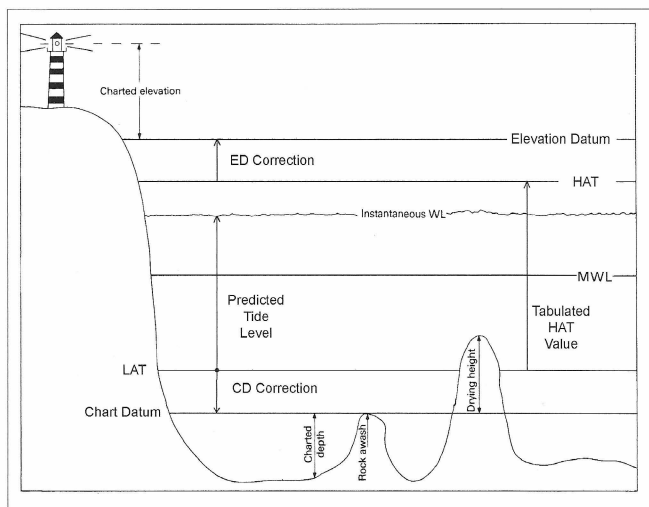 Charted elevation
Elevation Datum
ED Correction
HAT
Instantaneous WL
MWL
Predicted
Tide
Level
Tabulated
HAT
Value
LAT
CD Correction
Drying height
Chart Datum
Charted
depth
Rock awash